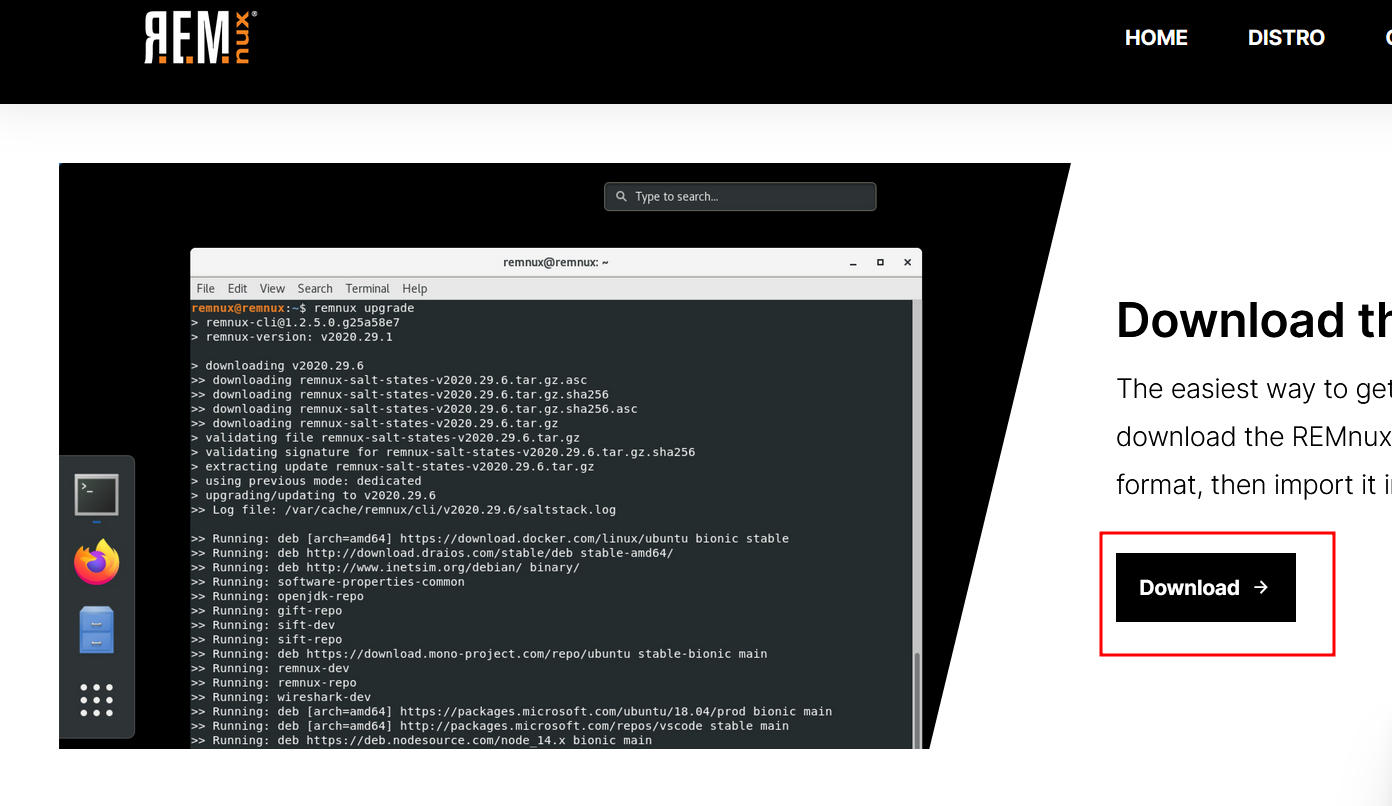 REM nux®
HOME DISTRO
Type to search...
remnux@remnux: ~
File Edit View Search Terminal Help
remnux@remnux:~$ remnux upgrade
> remnux-cli@1.2.5.0.g25a58e7
> remnux-version: v2020.29.1
> downloading v2020.29.6
>> downloading remnux-salt-states-v2020.29.6.tar.gz.asc
>> downloading remnux-salt-states-v2020.29.6.tar.gz.sha256
>> downloading remnux-salt-states-v2020.29.6.tar.gz.sha256.asc
>> downloading remnux-salt-states-v2020.29.6.tar.gz
> validating file remnux-salt-states-v2020.29.6.tar.gz
> validating signature for remnux-salt-states-v2020.29.6.tar.gz.sha256
> extracting update remnux-salt-states-v2020.29.6.tar.gz
> using previous mode: dedicated
> upgrading/updating to v2020.29.6
>> Log file: /var/cache/remnux/cli/v2020.29.6/saltstack.log
>> Running: deb [arch=amd64] https://download.docker.com/linux/ubuntu bionic stable
>> Running: deb http://download.draios.com/stable/deb stable-amd64/
>> Running: deb http://www.inetsim.org/debian/ binary/
>> Running: software-properties-common
>> Running: openjdk-repo
>> Running: gift-repo
>> Running: sift-dev
>> Running: sift-repo
>> Running: deb https://download.mono-project.com/repo/ubuntu stable-bionic main
>> Running: remnux-dev
>> Running: remnux-repo
>> Running: wireshark-dev
>> Running: deb [arch=amd64] https://packages.microsoft.com/ubuntu/18.04/prod bionic main
>> Running: deb [arch=amd64] http://packages.microsoft.com/repos/vscode stable main
>> Running: deb https://deb.nodesource.com/node_14.x bionic main
Download th
The easiest way to get
download the REMnux
format, then import it i
Download →